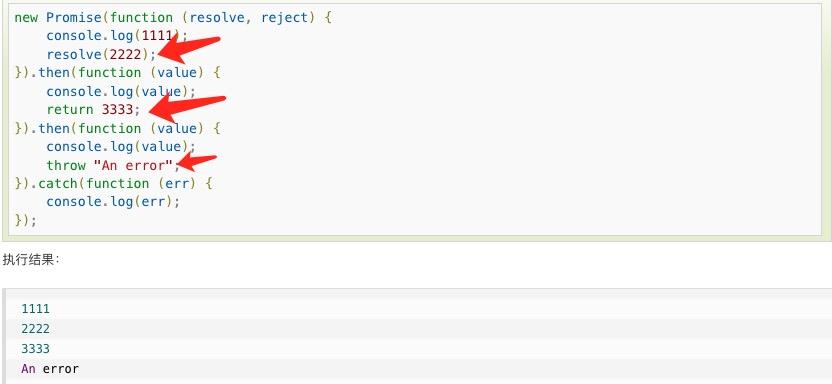 new Promise(function (resolve, reject) {
    console.log(1111);
    resolve(2222);
}).then(function (value) {
    console.log(value);
    return 3333;
}).then(function (value) {
    console.log(value);
    throw "An error";
}).catch(function (err) {
    console.log(err);
});
执行结果：
1111
2222
3333
An error